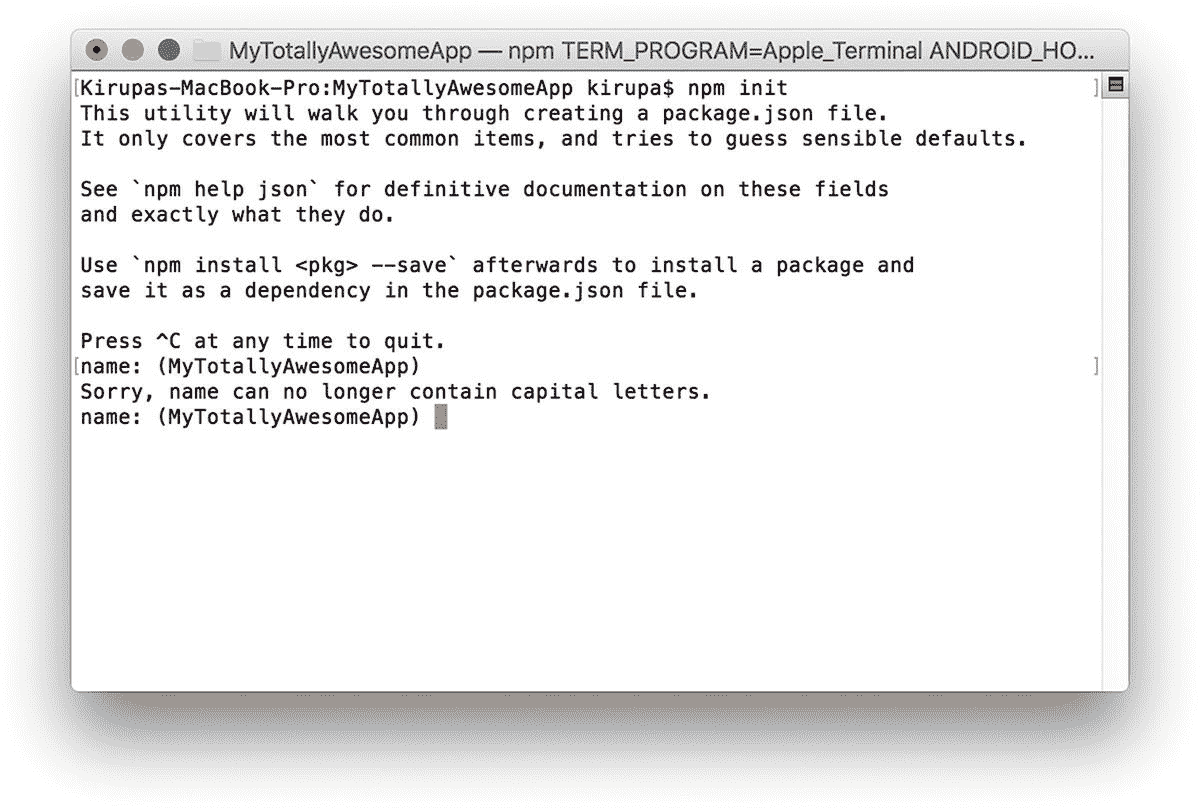 MyTotallyAwesomeApp — npm TERM_PROGRAM=Apple_Terminal ANDROID_HO...
[Kirupas-MacBook-Pro:MyTotallyAwesomeApp kirupa$ npm init ]
This utility will walk you through creating a package.json file.
It only covers the most common items, and tries to guess sensible defaults.
See `npm help json` for definitive documentation on these fields
and exactly what they do.
Use `npm install <pkg> --save` afterwards to install a package and
save it as a dependency in the package.json file.
Press ^C at any time to quit.
[name: (MyTotallyAwesomeApp) ]
Sorry, name can no longer contain capital letters.
name: (MyTotallyAwesomeApp)